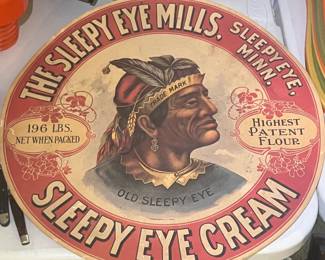 THE SLEEPY EYE MILLS,
SLEEPY EYE,
MINN.
TRADE MARK
196 LBS.
NET WHEN PACKED
HIGHEST
PATENT
FLOUR
OLD SLEEPY EYE
SLEEPY EYE CREAM